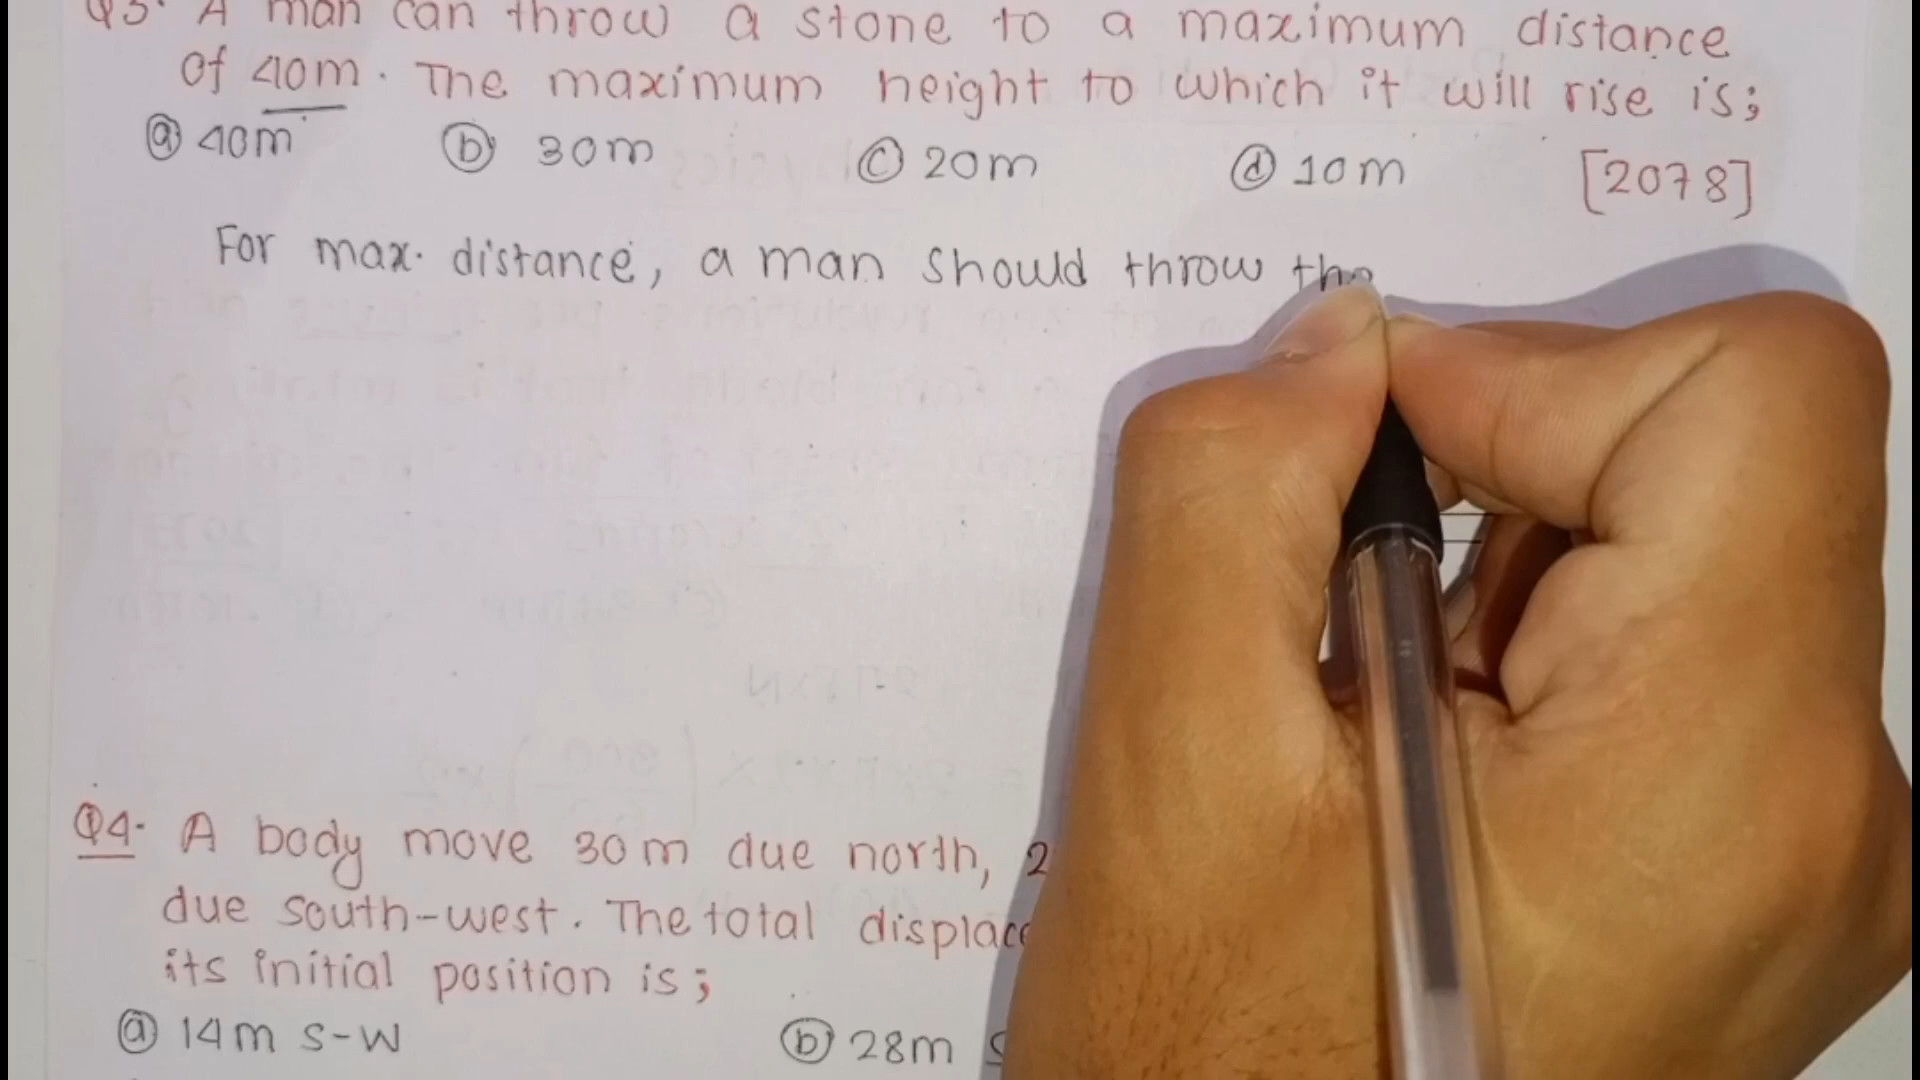 Q3. A man can throw a stone to a maximum distance
of 40m. The maximum height to which it will rise is;
(a) 40m (b) 30m (c) 20m (d) 10m [2078]
For max. distance, a man should throw the
Q4. A body move 30m due north, 2
due south-west. The total displac
its initial position is;
(a) 14m S-W (b) 28m